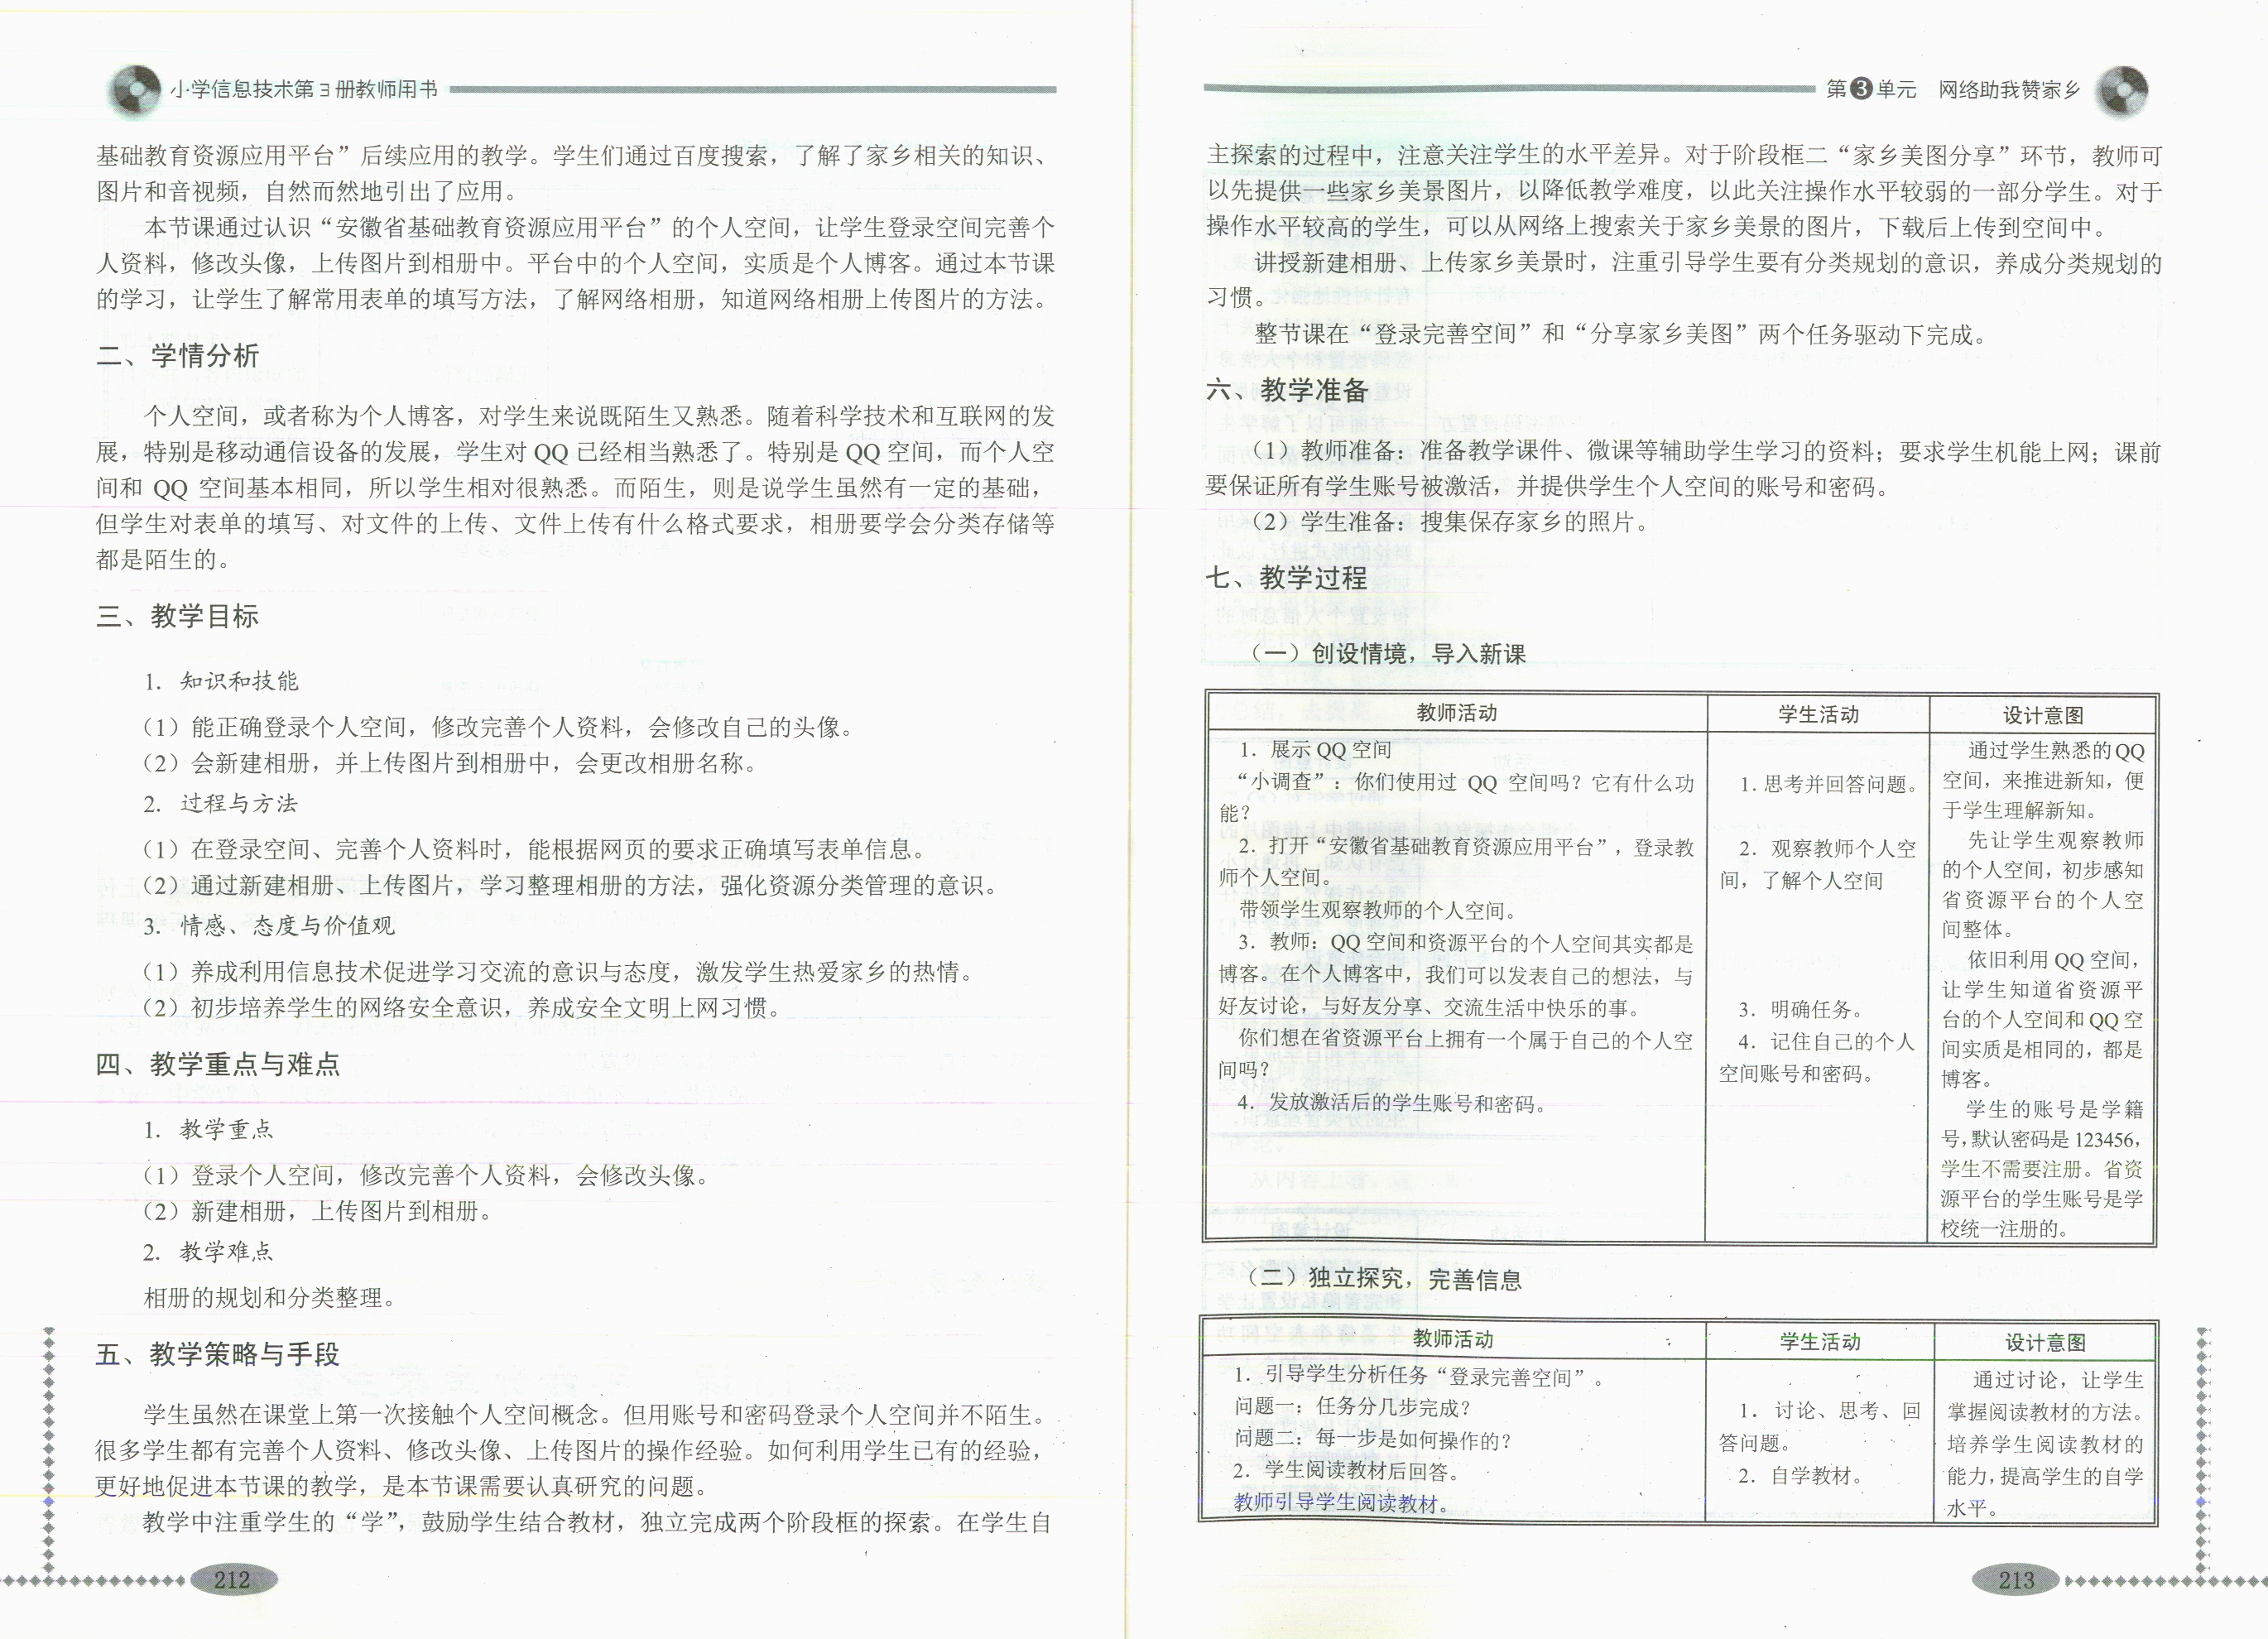 小学信息技术第3册教师用书
基础教育资源应用平台”后续应用的教学。学生们通过百度搜索，了解了家乡相关的知识、
图片和音视频，自然而然地引出了应用。
本节课通过认识“安徽省基础教育资源应用平台”的个人空间，让学生登录空间完善个
人资料，修改头像，上传图片到相册中。平台中的个人空间，实质是个人博客。通过本节课
的学习，让学生了解常用表单的填写方法，了解网络相册，知道网络相册上传图片的方法。
二、学情分析
个人空间，或者称为个人博客，对学生来说既陌生又熟悉。随着科学技术和互联网的发
展，特别是移动通信设备的发展，学生对 QQ 已经相当熟悉了。特别是 QQ 空间，而个人空
间和 QQ 空间基本相同，所以学生相对很熟悉。而陌生，则是说学生虽然有一定的基础，
但学生对表单的填写、对文件的上传、文件上传有什么格式要求，相册要学会分类存储等
都是陌生的。
三、教学目标
1. 知识和技能
（1）能正确登录个人空间，修改完善个人资料，会修改自己的头像。
（2）会新建相册，并上传图片到相册中，会更改相册名称。
2. 过程与方法
（1）在登录空间、完善个人资料时，能根据网页的要求正确填写表单信息。
（2）通过新建相册、上传图片，学习整理相册的方法，强化资源分类管理的意识。
3. 情感、态度与价值观
（1）养成利用信息技术促进学习交流的意识与态度，激发学生热爱家乡的热情。
（2）初步培养学生的网络安全意识，养成安全文明上网习惯。
四、教学重点与难点
1. 教学重点
（1）登录个人空间，修改完善个人资料，会修改头像。
（2）新建相册，上传图片到相册。
2. 教学难点
相册的规划和分类整理。
五、教学策略与手段
学生虽然在课堂上第一次接触个人空间概念。但用账号和密码登录个人空间并不陌生。
很多学生都有完善个人资料、修改头像、上传图片的操作经验。如何利用学生已有的经验，
更好地促进本节课的教学，是本节课需要认真研究的问题。
教学中注重学生的“学”，鼓励学生结合教材，独立完成两个阶段框的探索。在学生自
212
第3单元 网络助我赞家乡
主探索的过程中，注意关注学生的水平差异。对于阶段框二“家乡美图分享”环节，教师可
以先提供一些家乡美景图片，以降低教学难度，以此关注操作水平较弱的一部分学生。对于
操作水平较高的学生，可以从网络上搜索关于家乡美景的图片，下载后上传到空间中。
讲授新建相册、上传家乡美景时，注重引导学生要有分类规划的意识，养成分类规划的
习惯。
整节课在“登录完善空间”和“分享家乡美图”两个任务驱动下完成。
六、教学准备
（1）教师准备：准备教学课件、微课等辅助学生学习的资料；要求学生机能上网；课前
要保证所有学生账号被激活，并提供学生个人空间的账号和密码。
（2）学生准备：搜集保存家乡的照片。
七、教学过程
（一）创设情境，导入新课
教师活动
1. 展示 QQ 空间
“小调查”：你们使用过 QQ 空间吗？它有什么功
能？
2. 打开“安徽省基础教育资源应用平台”，登录教
师个人空间。
带领学生观察教师的个人空间。
3. 教师：QQ 空间和资源平台的个人空间其实都是
博客。在个人博客中，我们可以发表自己的想法，与
好友讨论，与好友分享、交流生活中快乐的事。
你们想在省资源平台上拥有一个属于自己的个人空
间吗？
4. 发放激活后的学生账号和密码。
学生活动
1. 思考并回答问题。
2. 观察教师个人空
间，了解个人空间
3. 明确任务。
4. 记住自己的个人
空间账号和密码。
设计意图
通过学生熟悉的 QQ
空间，来推进新知，便
于学生理解新知。
先让学生观察教师
的个人空间，初步感知
省资源平台的个人空
间整体。
依旧利用 QQ 空间，
让学生知道省资源平
台的个人空间和 QQ 空
间实质是相同的，都是
博客。
学生的账号是学籍
号，默认密码是 123456，
学生不需要注册。省资
源平台的学生账号是学
校统一注册的。
（二）独立探究，完善信息
教师活动
1. 引导学生分析任务“登录完善空间”。
问题一：任务分几步完成？
问题二：每一步是如何操作的？
2. 学生阅读教材后回答。
教师引导学生阅读教材。
学生活动
1. 讨论、思考、回
答问题。
2. 自学教材。
设计意图
通过讨论，让学生
掌握阅读教材的方法。
培养学生阅读教材的
能力，提高学生的自学
水平。
213